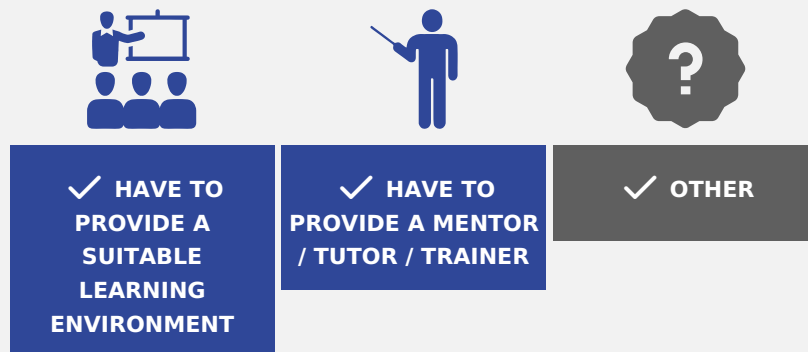 HAVE TO
PROVIDE A
SUITABLE
LEARNING
ENVIRONMENT
HAVE TO
PROVIDE A MENTOR
/ TUTOR / TRAINER
OTHER
?